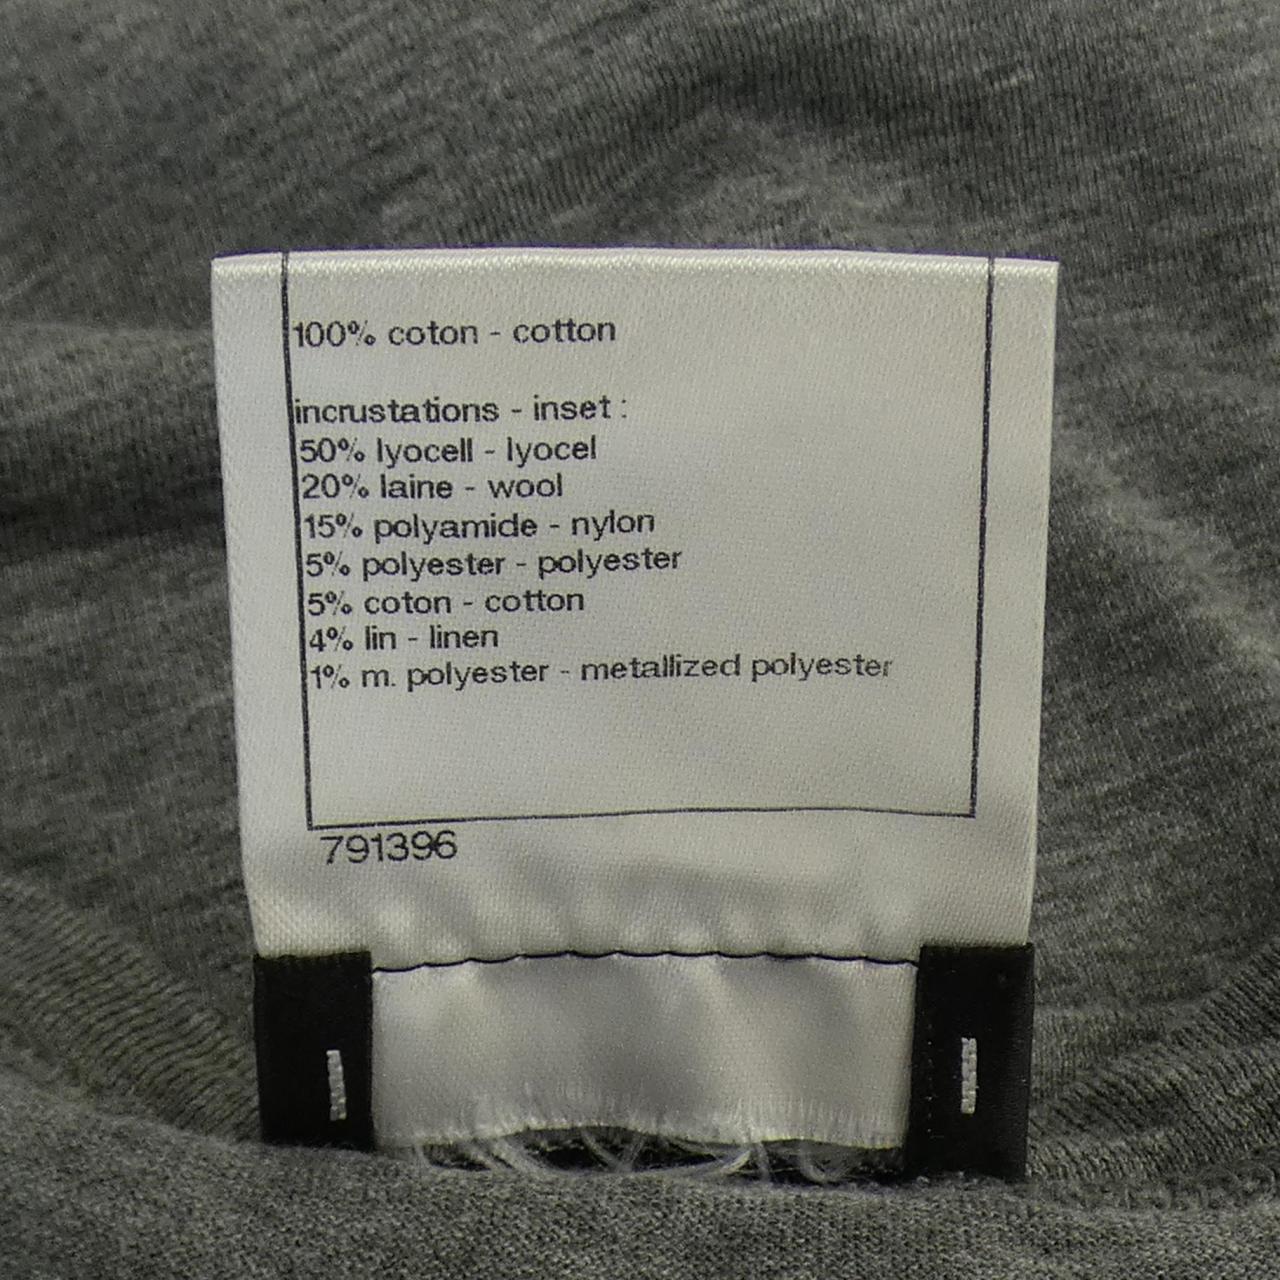 100% coton - cotton
incrustations - inset :
50% lyocell - lyocel
20% laine - wool
15% polyamide - nylon
5% polyester - polyester
5% coton - cotton
4% lin - linen
1% m. polyester - metallized polyester
791396